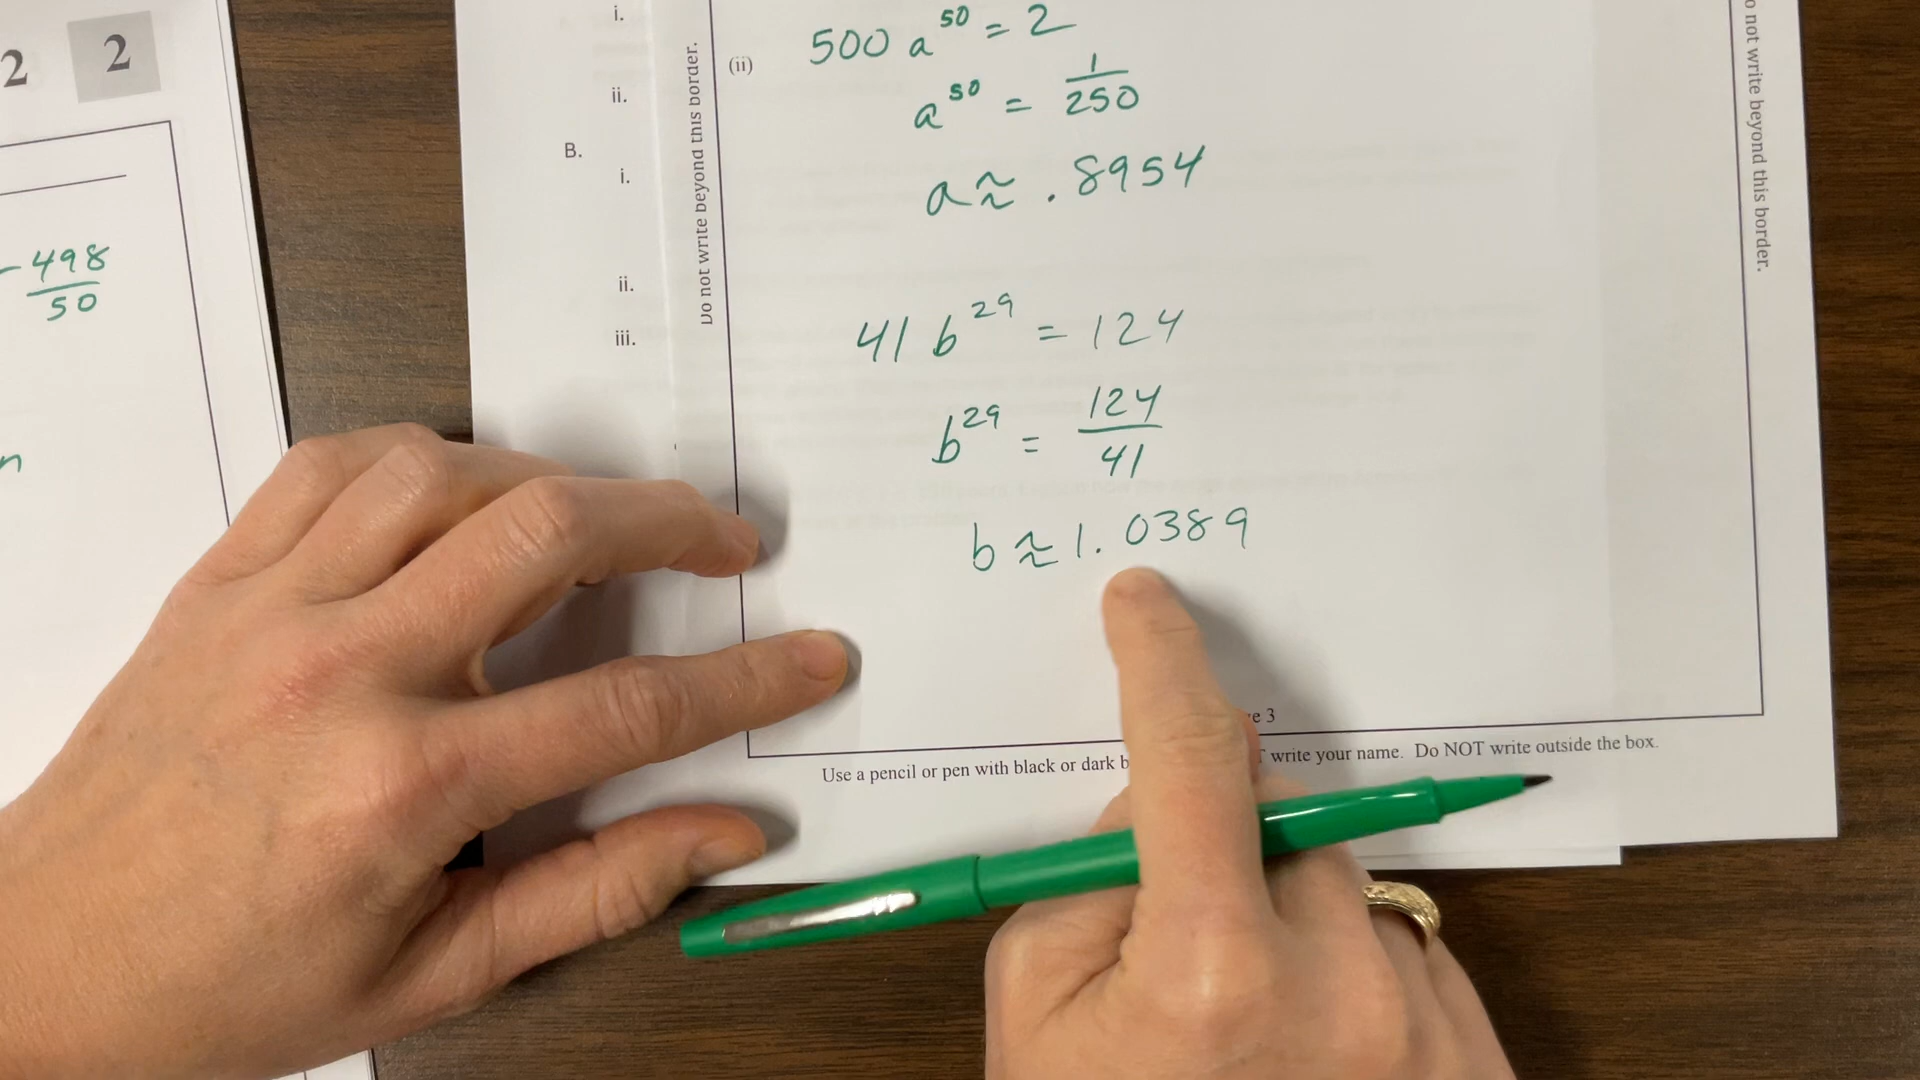 2 2
-498
50
n
i.
ii.
B.
i.
ii.
iii.
Do not write beyond this border.
(ii)
500 a^50 = 2
a^50 = 1/250
a ≈ .8954
41 b^29 = 124
b^29 = 124/41
b ≈ 1.0389
3
Use a pencil or pen with black or dark write your name. Do NOT write outside the box.
not write beyond this border.